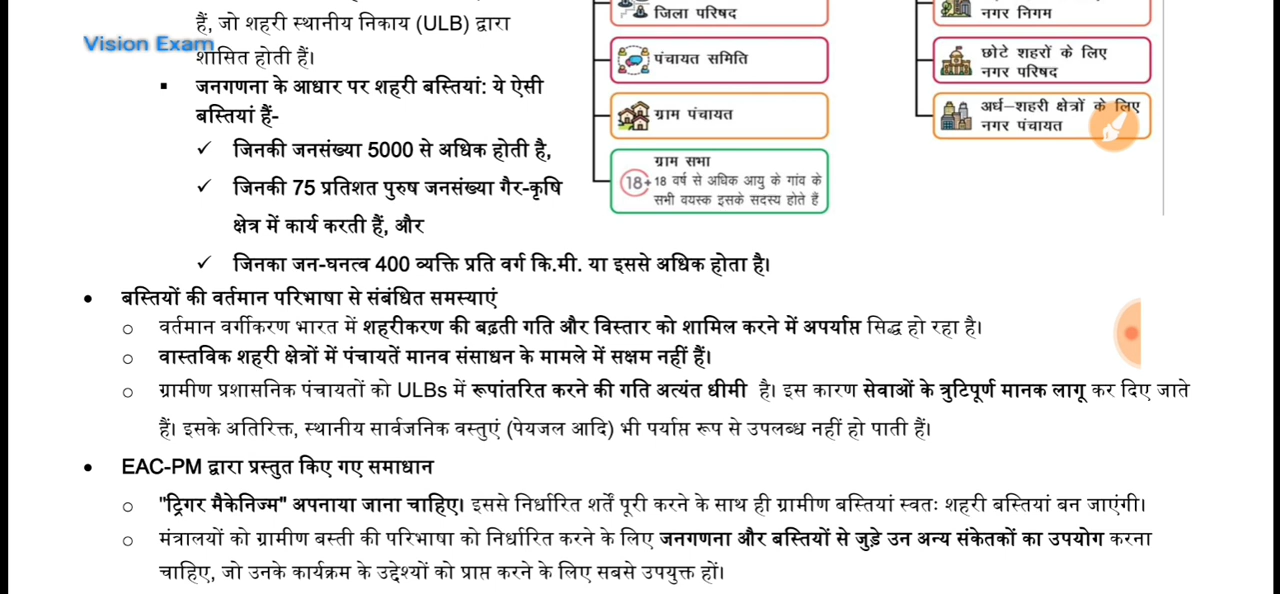 हैं, जो शहरी स्थानीय निकाय (ULB) द्वारा
शासित होती हैं।
Vision Exam
▪ जनगणना के आधार पर शहरी बस्तियां: ये ऐसी
बस्तियां हैं-
✓ जिनकी जनसंख्या 5000 से अधिक होती है,
✓ जिनकी 75 प्रतिशत पुरुष जनसंख्या गैर-कृषि
क्षेत्र में कार्य करती हैं, और
✓ जिनका जन-घनत्व 400 व्यक्ति प्रति वर्ग कि.मी. या इससे अधिक होता है।
जिला परिषद
पंचायत समिति
ग्राम पंचायत
ग्राम सभा
18+ 18 वर्ष से अधिक आयु के गांव के
सभी वयस्क इसके सदस्य होते हैं
नगर निगम
छोटे शहरों के लिए
नगर परिषद
अर्ध–शहरी क्षेत्रों के लिए
नगर पंचायत
• बस्तियों की वर्तमान परिभाषा से संबंधित समस्याएं
o वर्तमान वर्गीकरण भारत में शहरीकरण की बढ़ती गति और विस्तार को शामिल करने में अपर्याप्त सिद्ध हो रहा है।
o वास्तविक शहरी क्षेत्रों में पंचायतें मानव संसाधन के मामले में सक्षम नहीं हैं।
o ग्रामीण प्रशासनिक पंचायतों को ULBs में रूपांतरित करने की गति अत्यंत धीमी है। इस कारण सेवाओं के त्रुटिपूर्ण मानक लागू कर दिए जाते
हैं। इसके अतिरिक्त, स्थानीय सार्वजनिक वस्तुएं (पेयजल आदि) भी पर्याप्त रूप से उपलब्ध नहीं हो पाती हैं।
• EAC-PM द्वारा प्रस्तुत किए गए समाधान
o "ट्रिगर मैकेनिज्म" अपनाया जाना चाहिए। इससे निर्धारित शर्तें पूरी करने के साथ ही ग्रामीण बस्तियां स्वतः शहरी बस्तियां बन जाएंगी।
o मंत्रालयों को ग्रामीण बस्ती की परिभाषा को निर्धारित करने के लिए जनगणना और बस्तियों से जुड़े उन अन्य संकेतकों का उपयोग करना
चाहिए, जो उनके कार्यक्रम के उद्देश्यों को प्राप्त करने के लिए सबसे उपयुक्त हों।